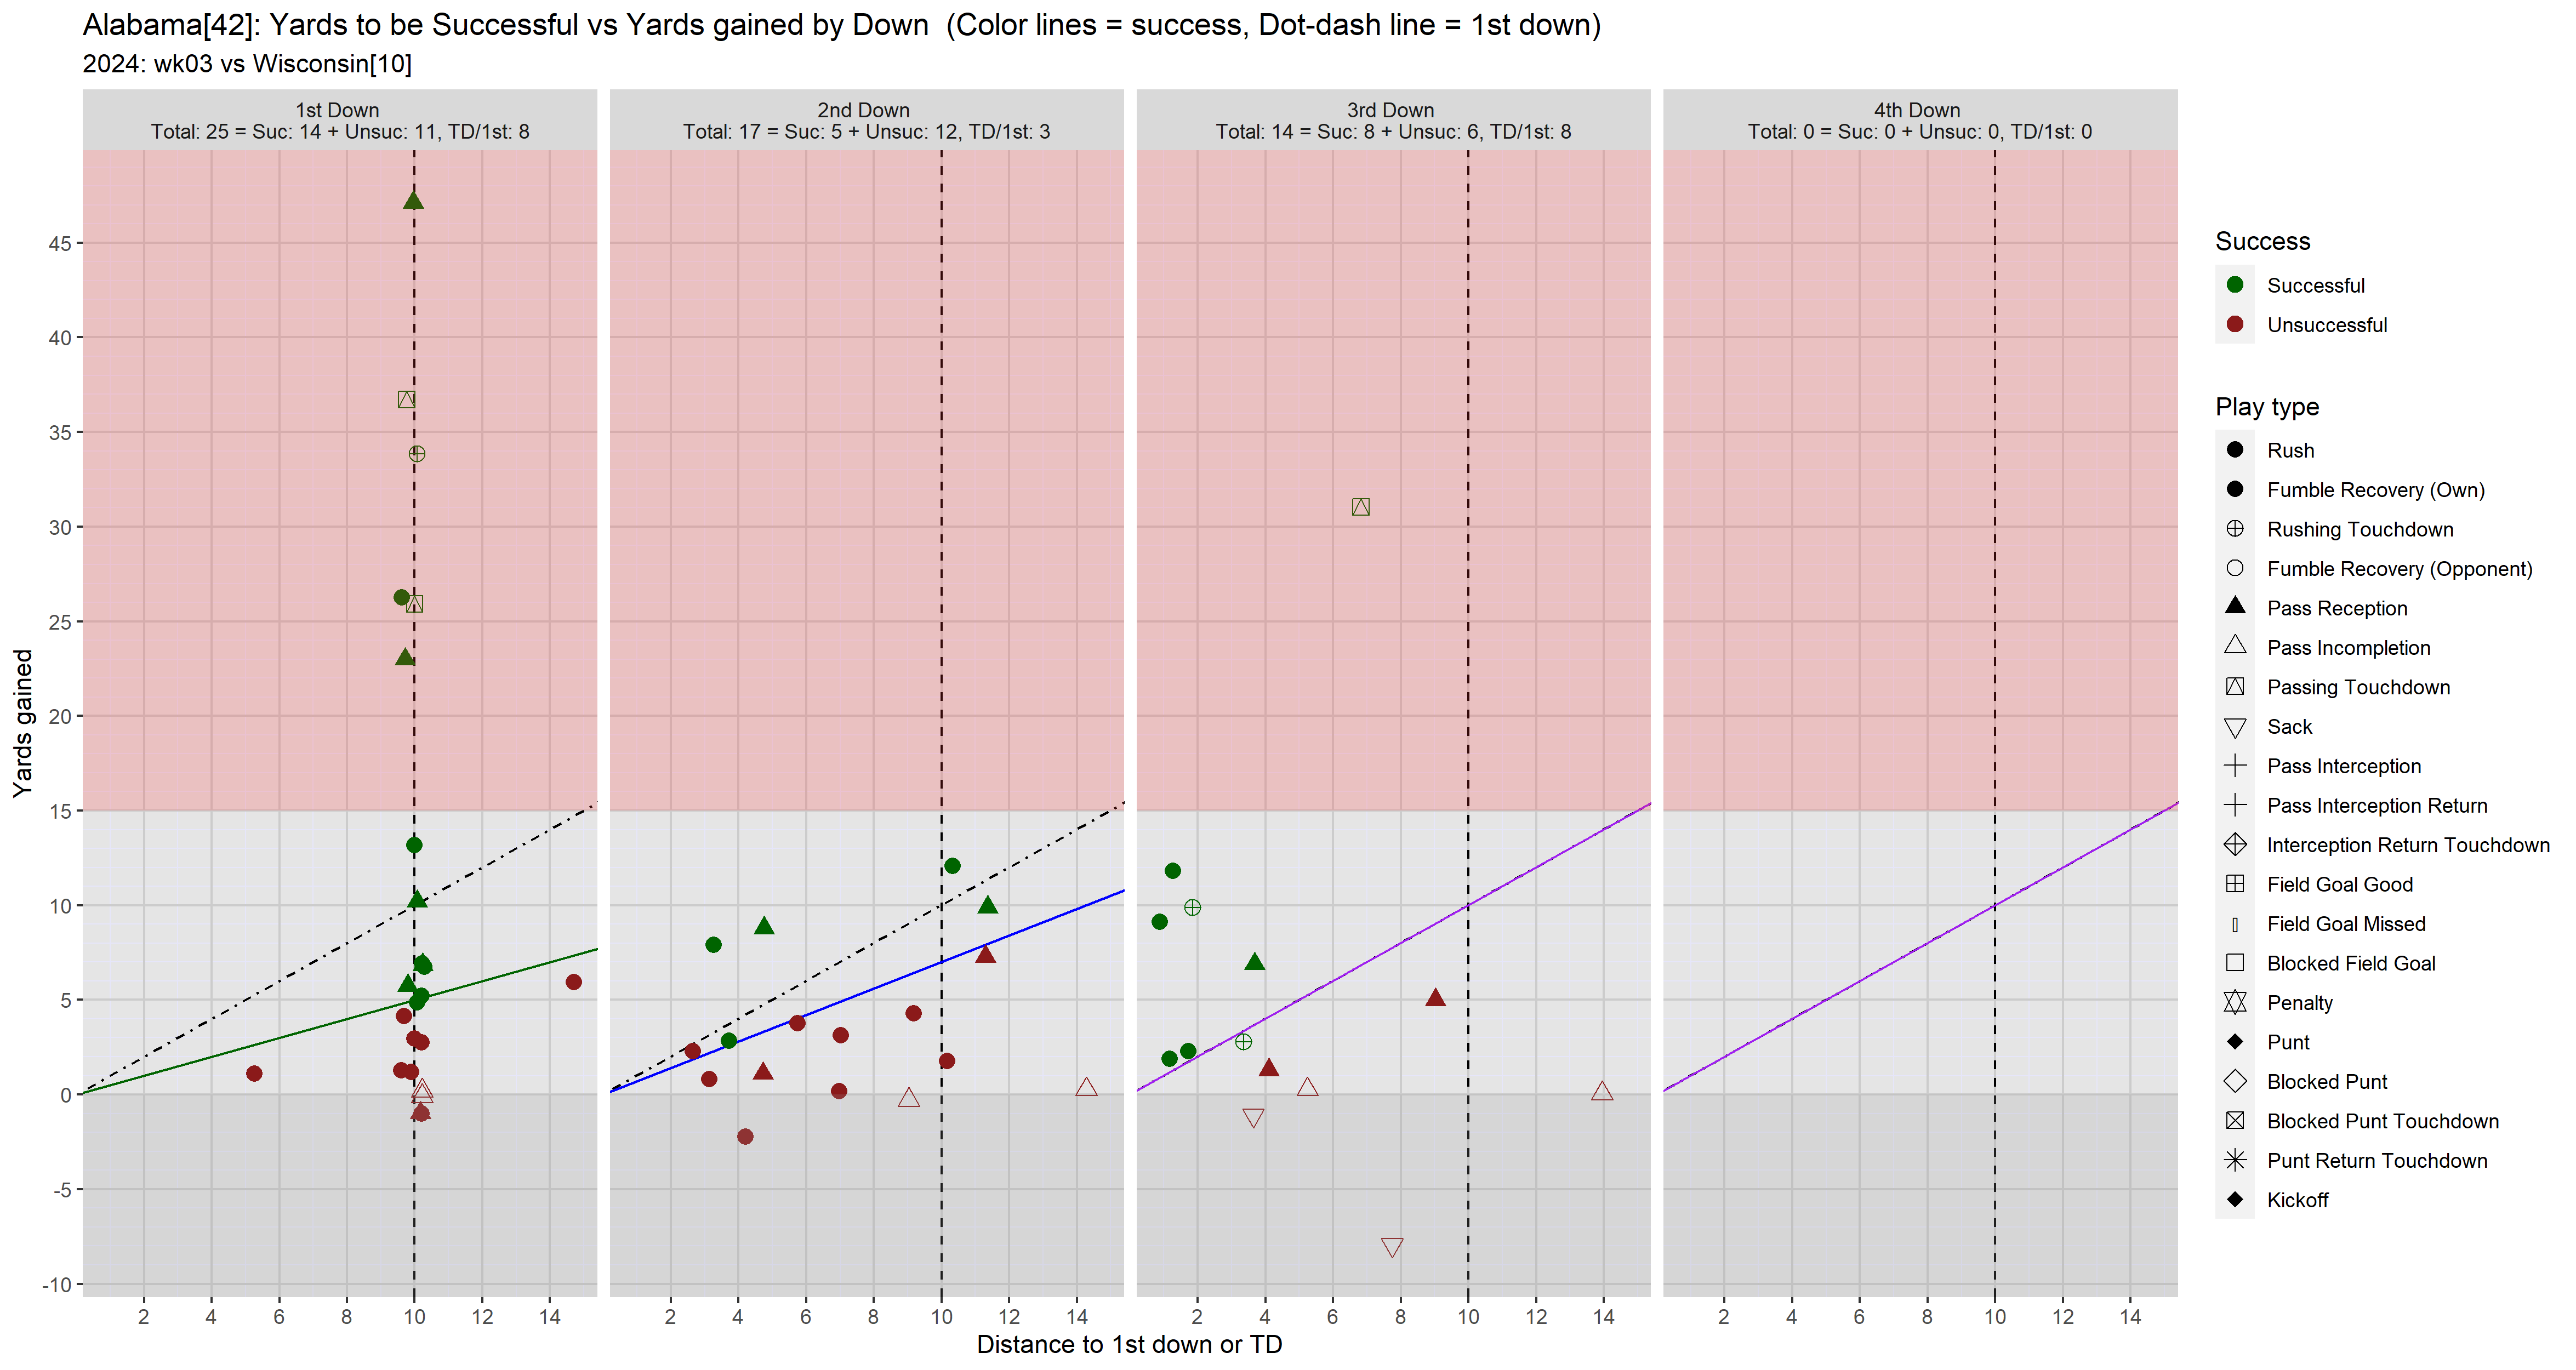 Alabama[42]: Yards to be Successful vs Yards gained by Down  (Color lines = success, Dot-dash line = 1st down)
2024: wk03 vs Wisconsin[10]
1st Down
Total: 25 = Suc: 14 + Unsuc: 11, TD/1st: 8
2nd Down
Total: 17 = Suc: 5 + Unsuc: 12, TD/1st: 3
3rd Down
Total: 14 = Suc: 8 + Unsuc: 6, TD/1st: 8
4th Down
Total: 0 = Suc: 0 + Unsuc: 0, TD/1st: 0
Yards gained
45
40
35
30
25
20
15
10
5
0
-5
-10
2 4 6 8 10 12 14
2 4 6 8 10 12 14
2 4 6 8 10 12 14
2 4 6 8 10 12 14
Distance to 1st down or TD
Success
Successful
Unsuccessful
Play type
Rush
Fumble Recovery (Own)
Rushing Touchdown
Fumble Recovery (Opponent)
Pass Reception
Pass Incompletion
Passing Touchdown
Sack
Pass Interception
Pass Interception Return
Interception Return Touchdown
Field Goal Good
Field Goal Missed
Blocked Field Goal
Penalty
Punt
Blocked Punt
Blocked Punt Touchdown
Punt Return Touchdown
Kickoff